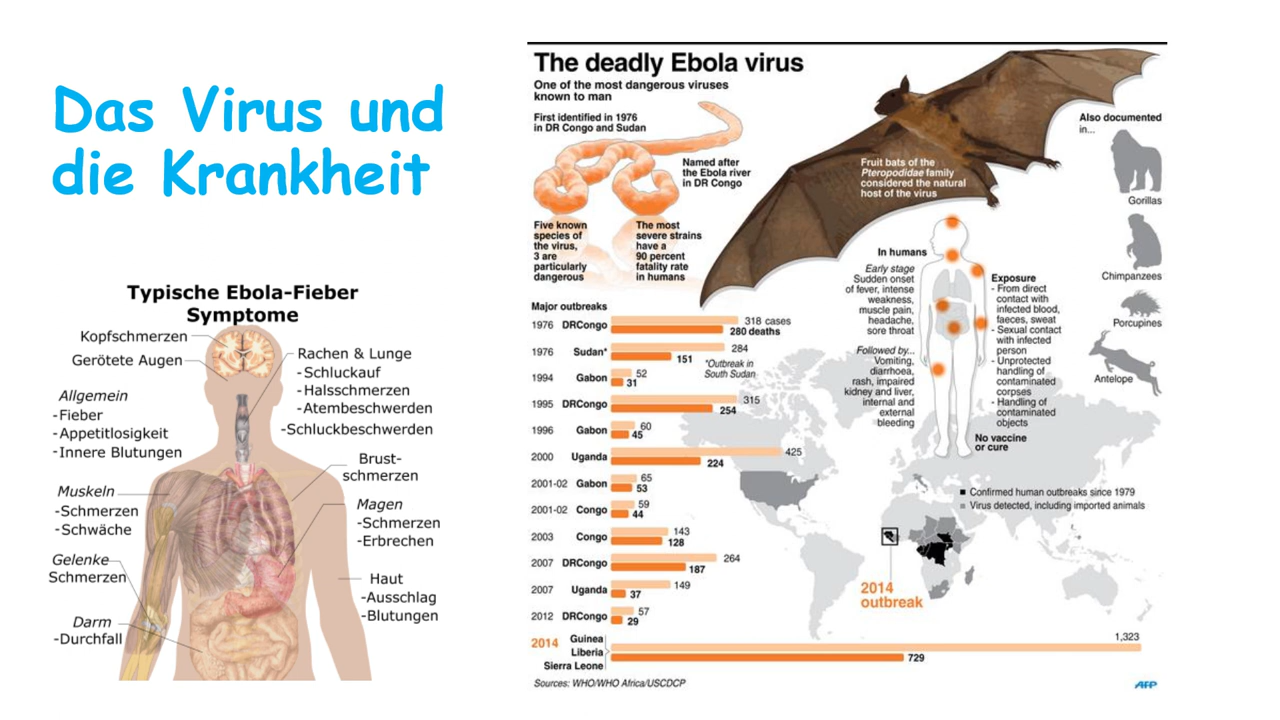 Das Virus und
die Krankheit
Typische Ebola-Fieber
Symptome
Kopfschmerzen
Gerötete Augen
Allgemein
-Fieber
-Appetitlosigkeit
-Innere Blutungen
Muskeln
-Schmerzen
-Schwäche
Gelenke
Schmerzen
Darm
-Durchfall
Rachen & Lunge
-Schluckauf
-Halsschmerzen
-Atembeschwerden
-Schluckbeschwerden
Brust-
schmerzen
Magen
-Schmerzen
-Erbrechen
Haut
-Ausschlag
-Blutungen
The deadly Ebola virus
One of the most dangerous viruses
known to man
First identified in 1976
in DR Congo and Sudan
Named after
the Ebola river
in DR Congo
Five known
species of
the virus,
3 are
particularly
dangerous
The most
severe strains
have a
90 percent
fatality rate
in humans
Fruit bats of the
Pteropodidae family
considered the natural
host of the virus
Also documented
in...
Gorillas
Chimpanzees
Porcupines
Antelope
In humans
Early stage
Sudden onset
of fever, intense
weakness,
muscle pain,
headache,
sore throat
Followed by...
Vomiting,
diarrhoea,
rash, impaired
kidney and liver,
internal and
external
bleeding
Exposure
- From direct
contact with
infected blood,
faeces, sweat
- Sexual contact
with infected
person
- Unprotected
handling of
contaminated
corpses
- Handling of
contaminated
objects
No vaccine
or cure
Major outbreaks
1976 DRCongo 318 cases
280 deaths
1976 Sudan* 284
151
*Outbreak in
South Sudan
1994 Gabon 52
31
1995 DRCongo 315
254
1996 Gabon 60
45
2000 Uganda 425
224
2001-02 Gabon 65
53
2001-02 Congo 59
44
2003 Congo 143
128
2007 DRCongo 264
187
2007 Uganda 149
37
2012 DRCongo 57
29
2014 Guinea
Liberia
Sierra Leone
1,323
729
Confirmed human outbreaks since 1979
Virus detected, including imported animals
2014
outbreak
Sources: WHO/WHO Africa/USCDCP
AFP